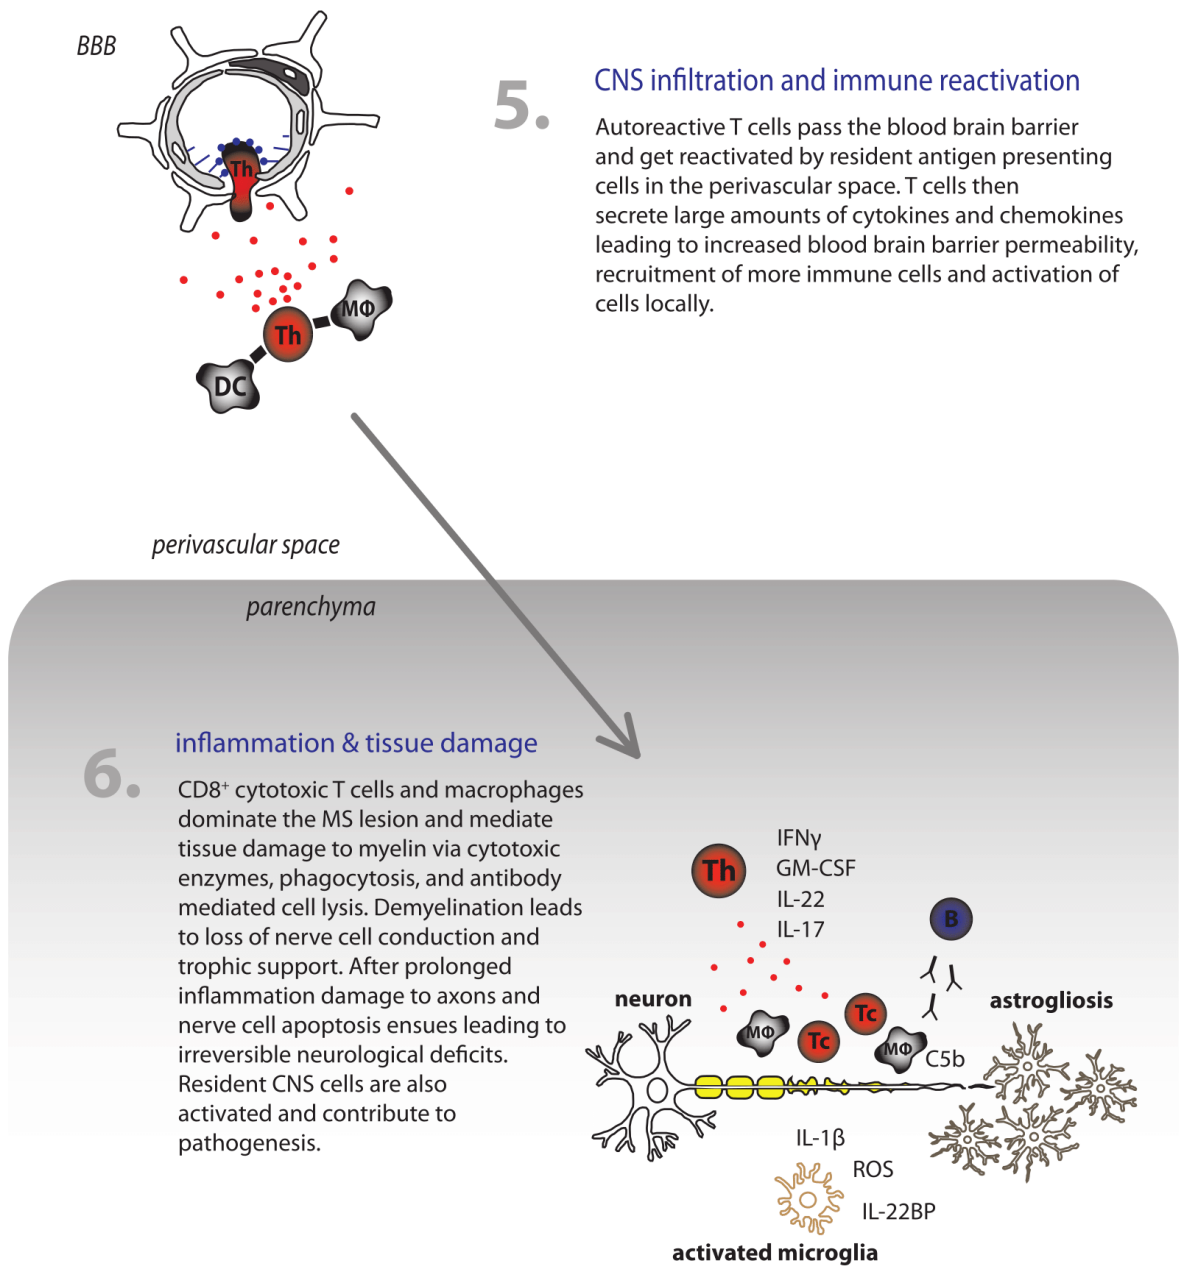 BBB
5.
CNS infiltration and immune reactivation
Autoreactive T cells pass the blood brain barrier
and get reactivated by resident antigen presenting
cells in the perivascular space. T cells then
secrete large amounts of cytokines and chemokines
leading to increased blood brain barrier permeability,
recruitment of more immune cells and activation of
cells locally.
Th
MΦ
Th
DC
perivascular space
parenchyma
6.
inflammation & tissue damage
CD8⁺ cytotoxic T cells and macrophages
dominate the MS lesion and mediate
tissue damage to myelin via cytotoxic
enzymes, phagocytosis, and antibody
mediated cell lysis. Demyelination leads
to loss of nerve cell conduction and
trophic support. After prolonged
inflammation damage to axons and
nerve cell apoptosis ensues leading to
irreversible neurological deficits.
Resident CNS cells are also
activated and contribute to
pathogenesis.
Th
IFNγ
GM-CSF
IL-22
IL-17
B
neuron
astrogliosis
Tc
MΦ
Tc
MΦ
C5b
IL-1β
ROS
IL-22BP
activated microglia